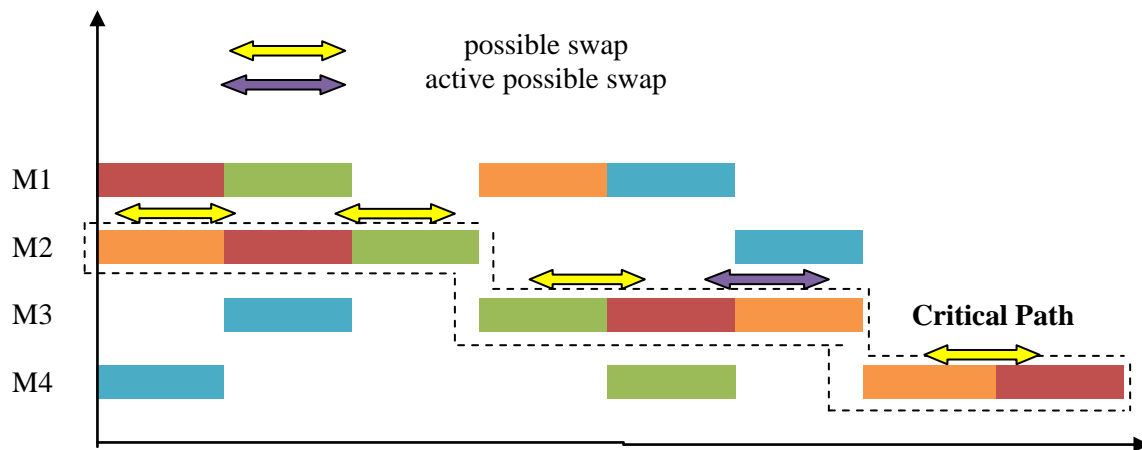 possible swap
active possible swap
M1
M2
M3
Critical Path
M4